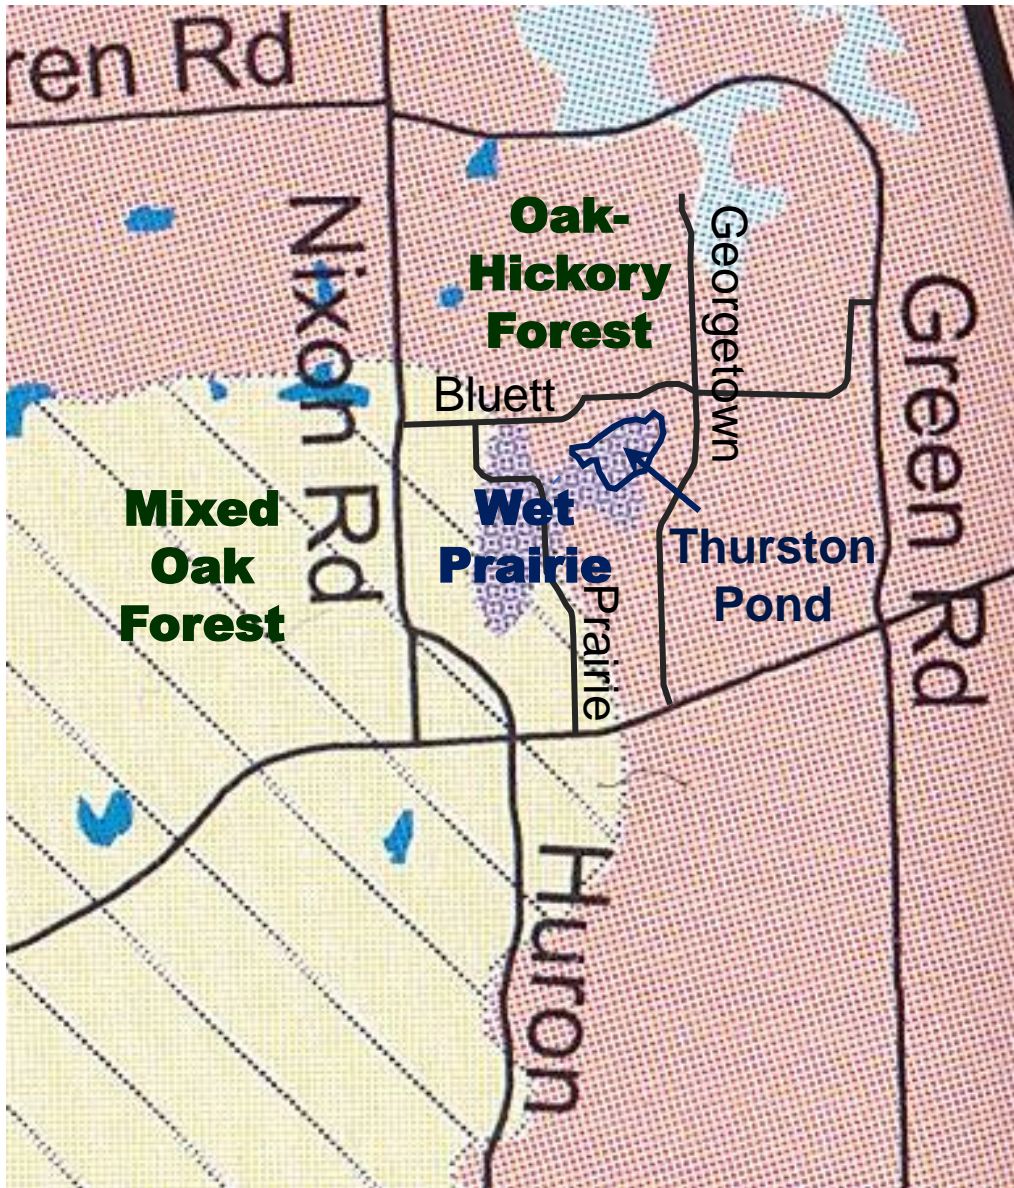 ren Rd
Nixon Rd
Oak-
Hickory
Forest
Georgetown
Green Rd
Bluett
Mixed
Oak
Forest
Wet
Prairie
Thurston
Pond
Prairie
Huron